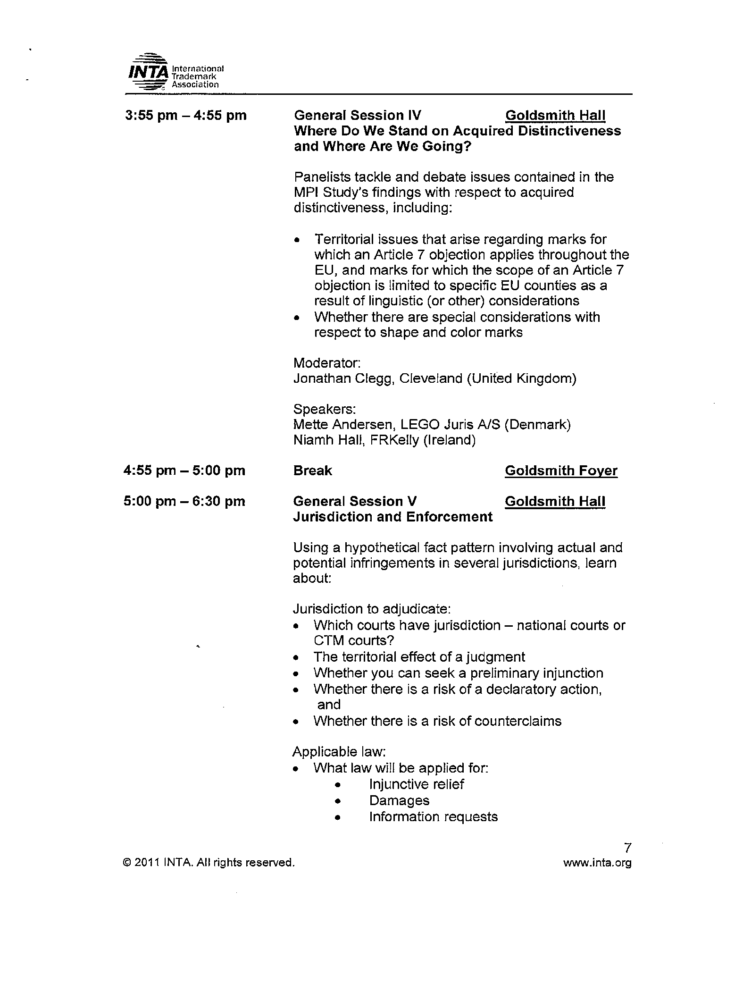 INTA International
Trademark
Association
3:55 pm – 4:55 pm General Session IV Goldsmith Hall
Where Do We Stand on Acquired Distinctiveness
and Where Are We Going?
Panelists tackle and debate issues contained in the
MPI Study's findings with respect to acquired
distinctiveness, including:
• Territorial issues that arise regarding marks for
which an Article 7 objection applies throughout the
EU, and marks for which the scope of an Article 7
objection is limited to specific EU counties as a
result of linguistic (or other) considerations
• Whether there are special considerations with
respect to shape and color marks
Moderator:
Jonathan Clegg, Cleveland (United Kingdom)
Speakers:
Mette Andersen, LEGO Juris A/S (Denmark)
Niamh Hall, FRKelly (Ireland)
4:55 pm – 5:00 pm Break Goldsmith Foyer
5:00 pm – 6:30 pm General Session V Goldsmith Hall
Jurisdiction and Enforcement
Using a hypothetical fact pattern involving actual and
potential infringements in several jurisdictions, learn
about:
Jurisdiction to adjudicate:
• Which courts have jurisdiction – national courts or
CTM courts?
• The territorial effect of a judgment
• Whether you can seek a preliminary injunction
• Whether there is a risk of a declaratory action,
and
• Whether there is a risk of counterclaims
Applicable law:
• What law will be applied for:
• Injunctive relief
• Damages
• Information requests
7
© 2011 INTA. All rights reserved. www.inta.org